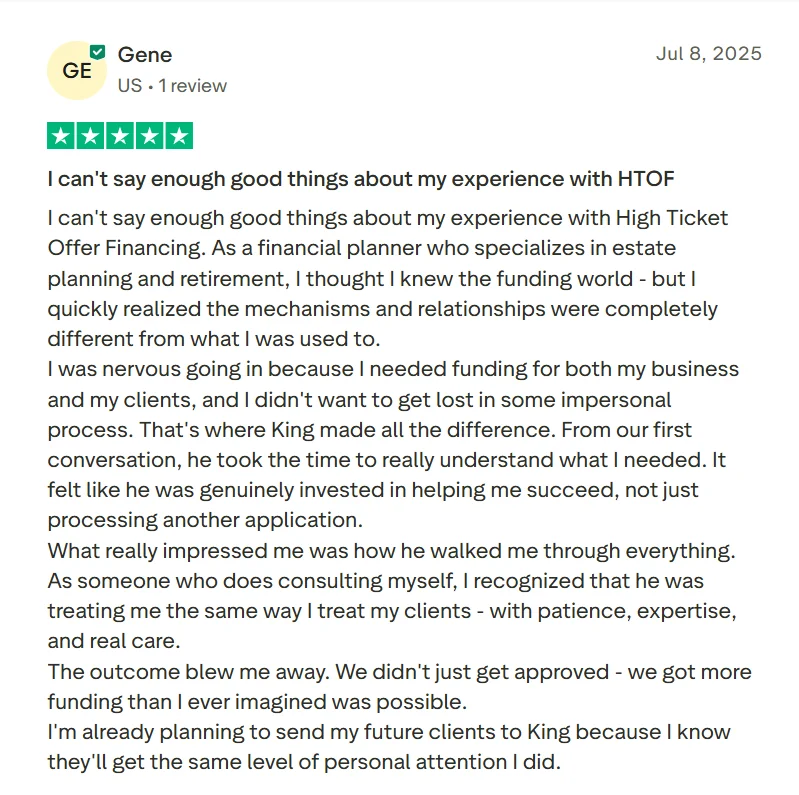 GE
Gene
Jul 8, 2025
US • 1 review
I can't say enough good things about my experience with HTOF
I can't say enough good things about my experience with High Ticket
Offer Financing. As a financial planner who specializes in estate
planning and retirement, I thought I knew the funding world - but I
quickly realized the mechanisms and relationships were completely
different from what I was used to.
I was nervous going in because I needed funding for both my business
and my clients, and I didn't want to get lost in some impersonal
process. That's where King made all the difference. From our first
conversation, he took the time to really understand what I needed. It
felt like he was genuinely invested in helping me succeed, not just
processing another application.
What really impressed me was how he walked me through everything.
As someone who does consulting myself, I recognized that he was
treating me the same way I treat my clients - with patience, expertise,
and real care.
The outcome blew me away. We didn't just get approved - we got more
funding than I ever imagined was possible.
I'm already planning to send my future clients to King because I know
they'll get the same level of personal attention I did.